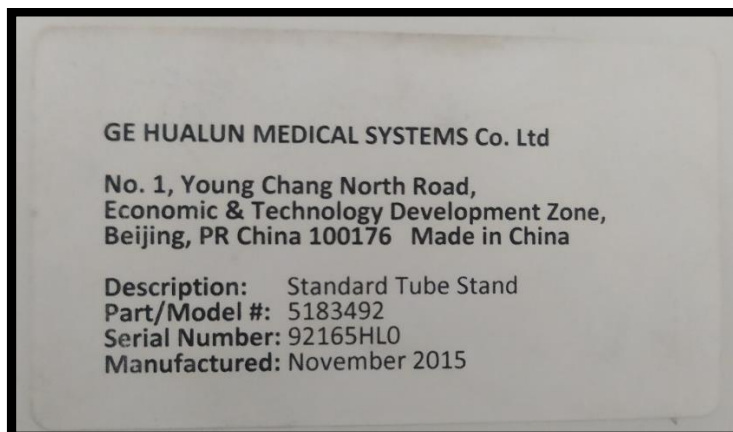 GE HUALUN MEDICAL SYSTEMS Co. Ltd
No. 1, Young Chang North Road,
Economic & Technology Development Zone,
Beijing, PR China 100176 Made in China
Description: Standard Tube Stand
Part/Model #: 5183492
Serial Number: 92165HL0
Manufactured: November 2015